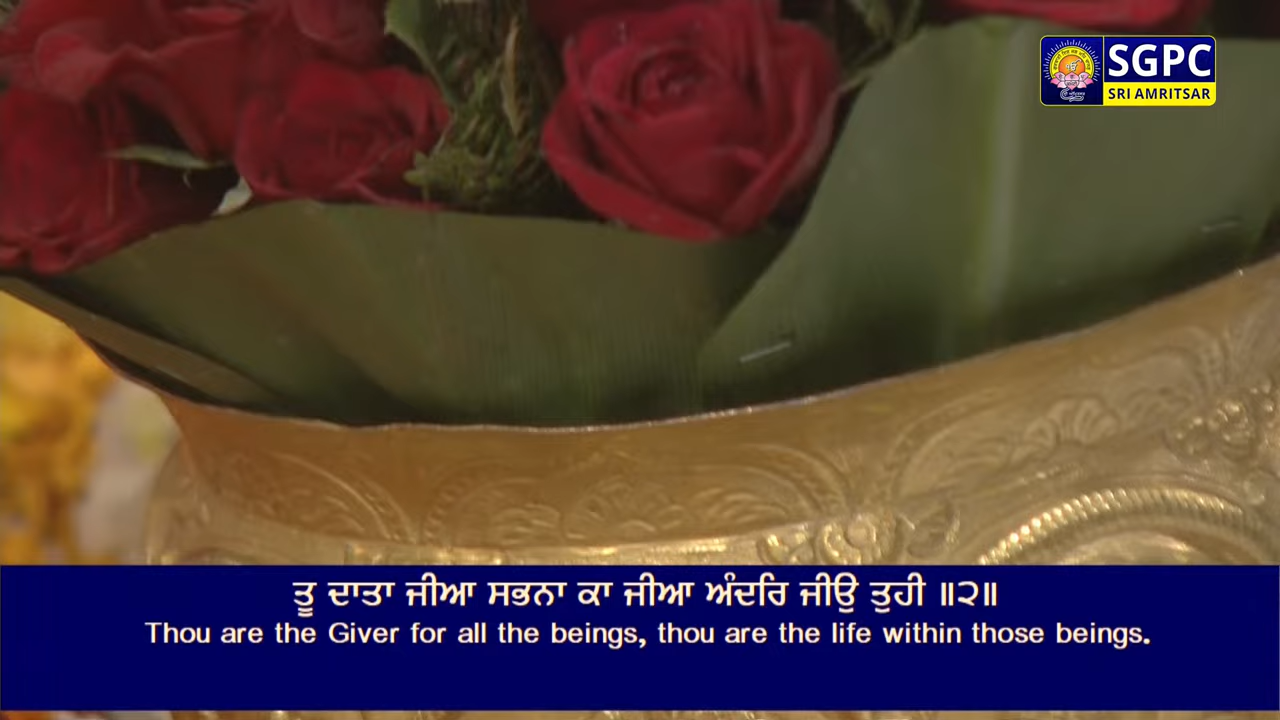 SGPC
SRI AMRITSAR
ਤੂ ਦਾਤਾ ਜੀਆ ਸਭਨਾ ਕਾ ਜੀਆ ਅੰਦਰਿ ਜੀਉ ਤੁਹੀ ॥੨॥
Thou are the Giver for all the beings, thou are the life within those beings.